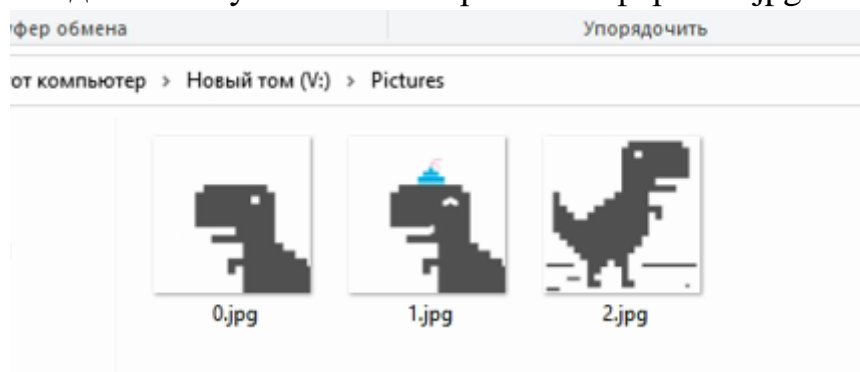 фер обмена Упорядочить
от компьютер > Новый том (V:) > Pictures
0.jpg 1.jpg 2.jpg